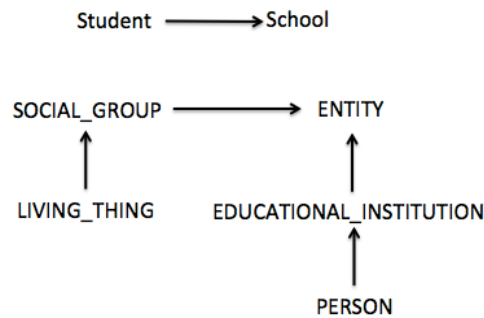 Student School
SOCIAL_GROUP ENTITY
LIVING_THING EDUCATIONAL_INSTITUTION
PERSON